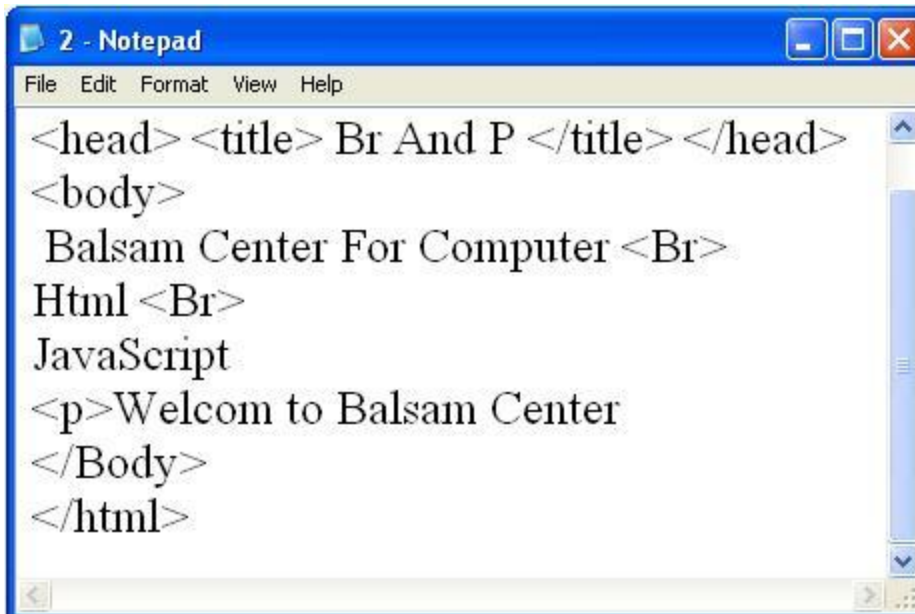 2 - Notepad
File Edit Format View Help
<head> <title> Br And P </title> </head>
<body>
Balsam Center For Computer <Br>
Html <Br>
JavaScript
<p>Welcom to Balsam Center
</Body>
</html>